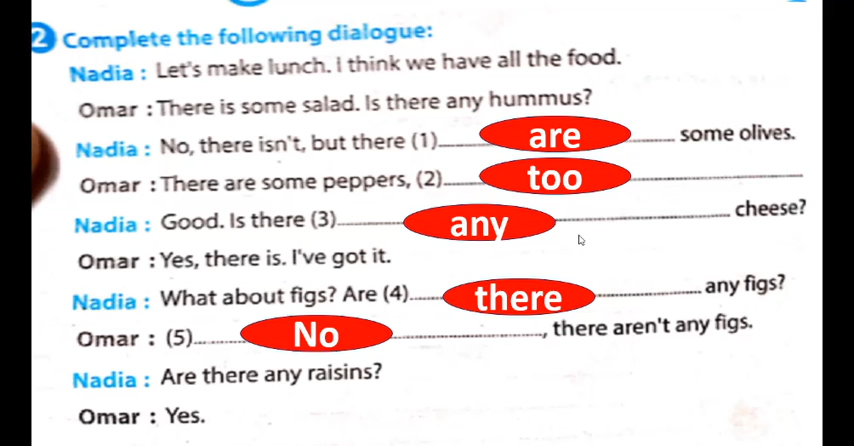 2 Complete the following dialogue:
Nadia : Let's make lunch. I think we have all the food.
Omar : There is some salad. Is there any hummus?
Nadia : No, there isn't, but there (1)........ are ........ some olives.
Omar : There are some peppers, (2)........ too ........
Nadia : Good. Is there (3)........ any ........ cheese?
Omar : Yes, there is. I've got it.
Nadia : What about figs? Are (4)........ there ........ any figs?
Omar : (5)........ No ........, there aren't any figs.
Nadia : Are there any raisins?
Omar : Yes.